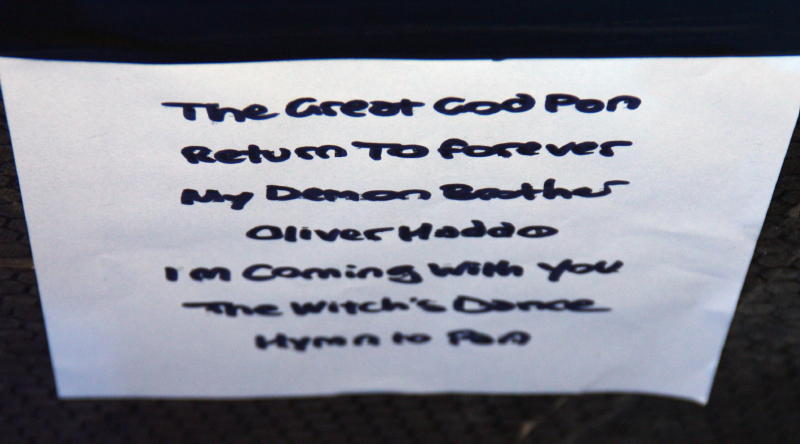 The Great God Pan
Return To Forever
My Demon Brother
Oliver Haddo
I'm Coming With You
The Witch's Dance
Hymn to Pan